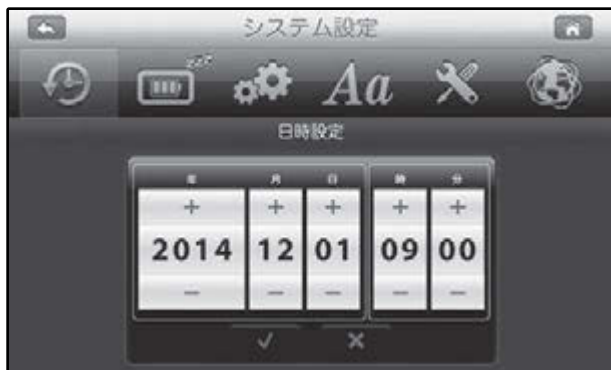 システム設定
zzz
Aa
日時設定
年 月 日 時 分
+ + + + +
2014 12 01 09 00
− − − − −